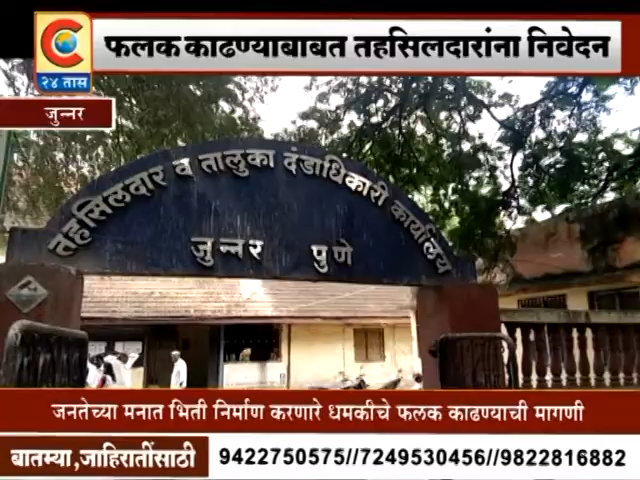 C
२४ तास
फलक काढण्याबाबत तहसिलदारांना निवेदन
जुन्नर
तहसिलदार व तालुका दंडाधिकारी कार्यालय
जुन्नर पुणे
जनतेच्या मनात भिती निर्माण करणारे धमकीचे फलक काढण्याची मागणी
बातम्या,जाहिरातींसाठी
9422750575//7249530456//9822816882